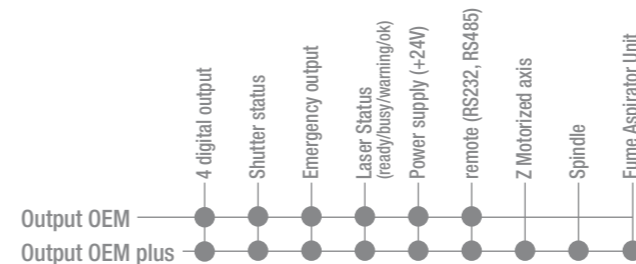 4 digital output
Shutter status
Emergency output
Laser Status
(ready/busy/warning/ok)
Power supply (+24V)
remote (RS232, RS485)
Z Motorized axis
Spindle
Fume Aspirator Unit
Output OEM
Output OEM plus